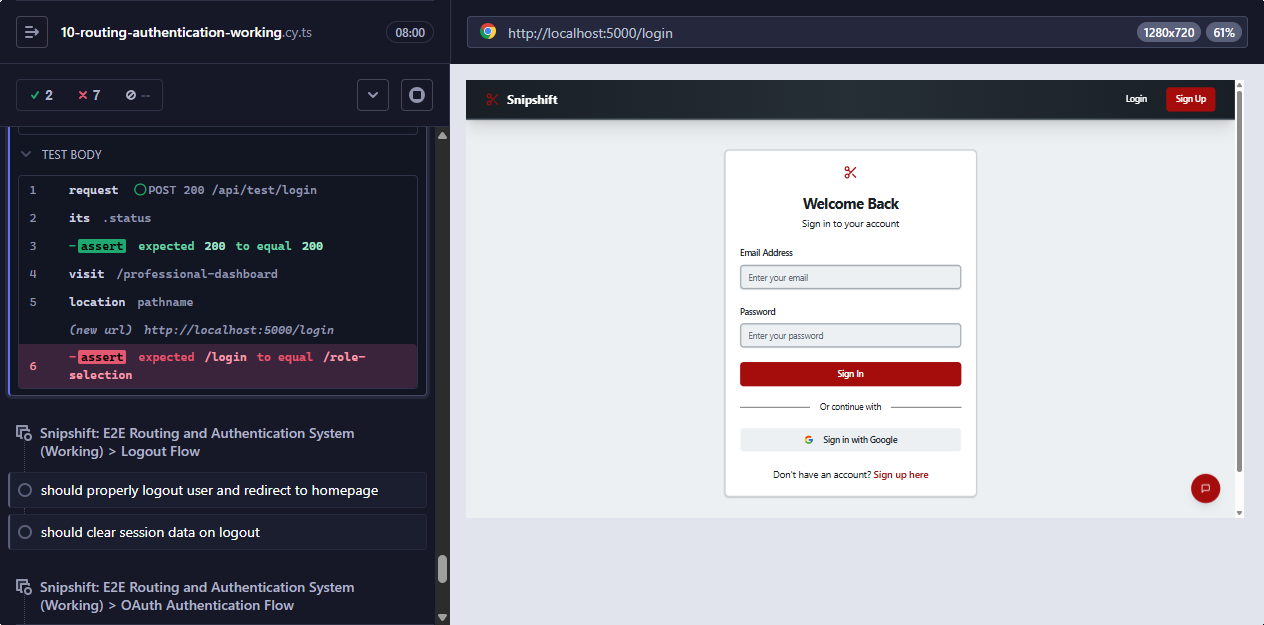 10-routing-authentication-working.cy.ts 08:00
2 7 --
TEST BODY
1 request POST 200 /api/test/login
2 its .status
3 -assert expected 200 to equal 200
4 visit /professional-dashboard
5 location pathname
(new url) http://localhost:5000/login
6 -assert expected /login to equal /role-
selection
Snipshift: E2E Routing and Authentication System
(Working) > Logout Flow
should properly logout user and redirect to homepage
should clear session data on logout
Snipshift: E2E Routing and Authentication System
(Working) > OAuth Authentication Flow
http://localhost:5000/login 1280x720 61%
Snipshift Login Sign Up
Welcome Back
Sign in to your account
Email Address
Enter your email
Password
Enter your password
Sign In
Or continue with
G Sign in with Google
Don't have an account? Sign up here